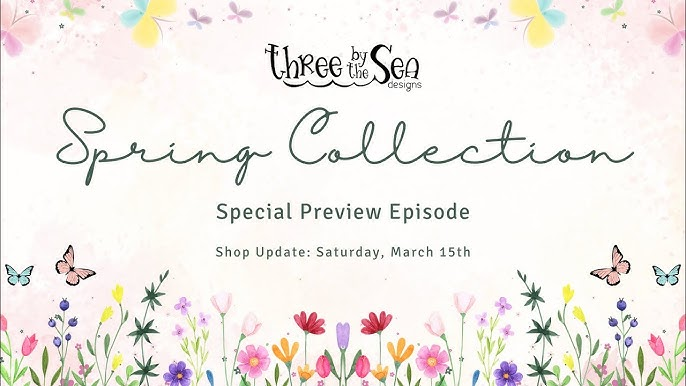 three by the Sea
designs
Spring Collection
Special Preview Episode
Shop Update: Saturday, March 15th